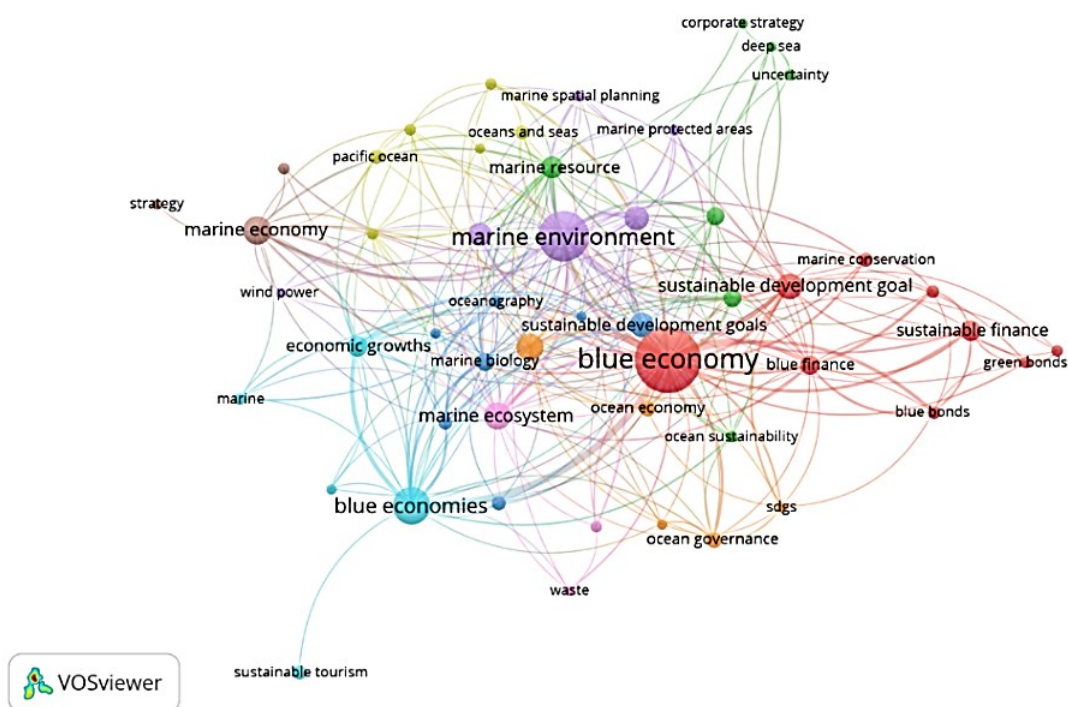 corporate strategy
deep sea
uncertainty
marine spatial planning
oceans and seas
marine protected areas
pacific ocean
marine resource
strategy
marine economy
marine environment
marine conservation
sustainable development goal
wind power
oceanography
sustainable development goals
sustainable finance
economic growths
marine biology
blue economy
blue finance
green bonds
marine
marine ecosystem
ocean economy
blue bonds
ocean sustainability
blue economies
sdgs
ocean governance
waste
sustainable tourism
VOSviewer